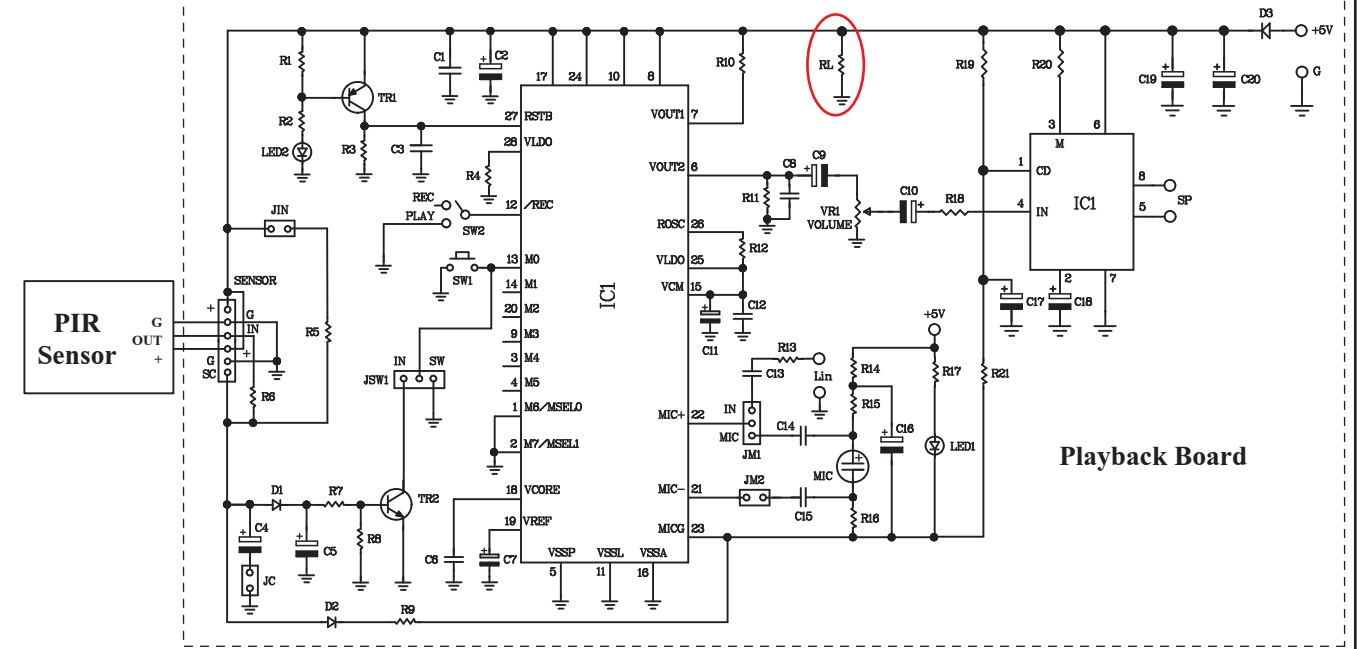 D3
+5V
R1
C1
C2
17
24
10
8
R10
RL
R19
R20
C19
C20
G
TR1
R2
LED2
R3
C3
27 RSTB
28 VLDO
R4
VOUT1 7
VOUT2 6
C8
C9
R11
VR1
VOLUME
C10
R18
3
6
M
1
CD
4
IN
IC1
8
5
SP
2
7
REC
PLAY
SW2
12 /REC
JIN
SW1
13 M0
14 M1
20 M2
9 M3
3 M4
4 M5
1 M6/MSEL0
2 M7/MSEL1
18 VCORE
19 VREF
IC1
ROSC 26
R12
VLDO 25
VCM 15
C11
C12
C17
C18
+5V
SENSOR
+
G
IN
+
G
SC
PIR
Sensor
G
OUT
+
R5
R6
IN
SW
JSW1
R13
C13
Lin
R14
R15
R17
R21
MIC+ 22
IN
MIC
JM1
C14
C16
LED1
MIC
Playback Board
MIC- 21
JM2
C15
R16
MICG 23
D1
R7
TR2
C4
C5
R8
JC
C6
C7
VSSP
VSSL
VSSA
5
11
16
D2
R9